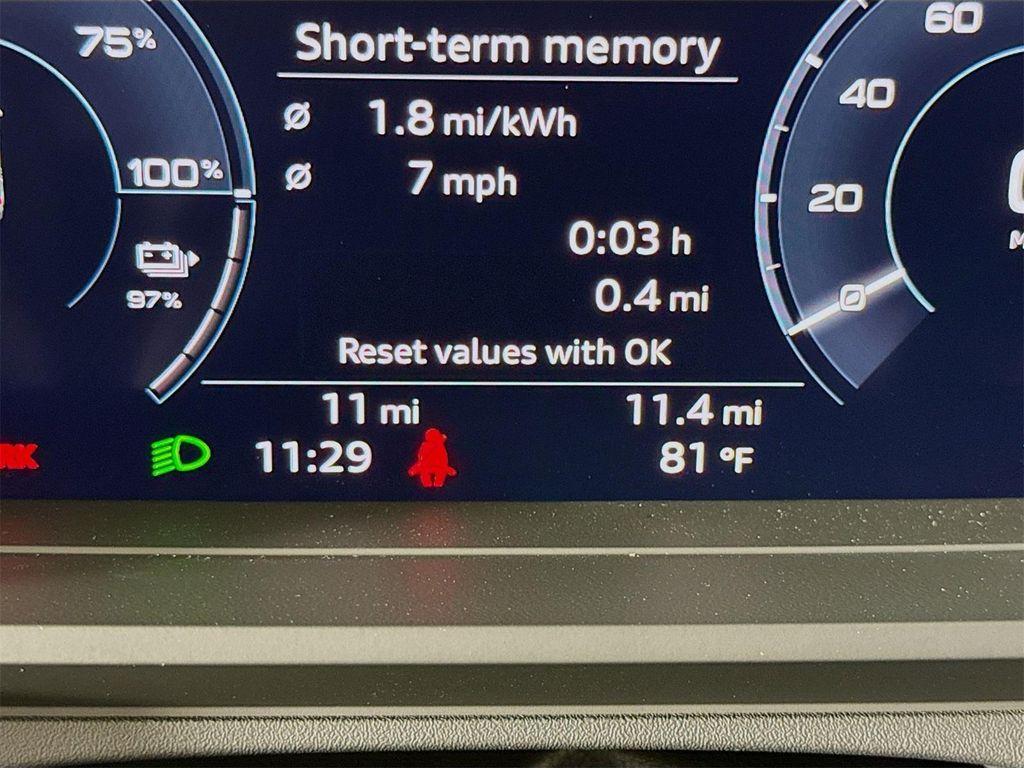 Short-term memory
Ø 1.8 mi/kWh
Ø 7 mph
0:03 h
0.4 mi
Reset values with OK
11 mi 11.4 mi
11:29 81 °F
75%
100%
97%
60
40
20
0